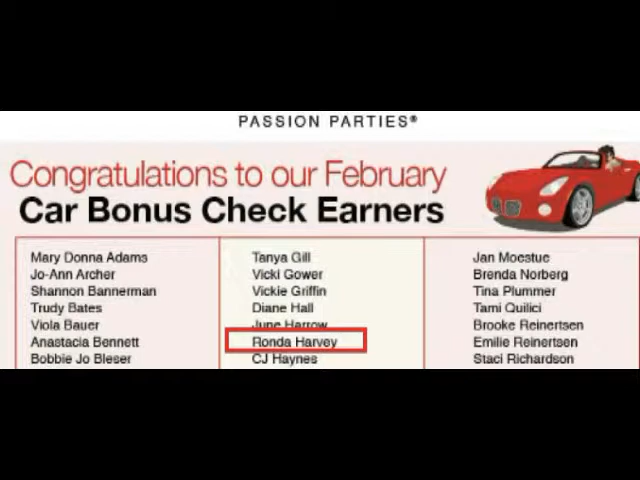 PASSION PARTIES®
Congratulations to our February
Car Bonus Check Earners
Mary Donna Adams
Jo-Ann Archer
Shannon Bannerman
Trudy Bates
Viola Bauer
Anastacia Bennett
Bobbie Jo Bleser
Tanya Gill
Vicki Gower
Vickie Griffin
Diane Hall
June Harrow
Ronda Harvey
CJ Haynes
Jan Moestue
Brenda Norberg
Tina Plummer
Tami Quilici
Brooke Reinertsen
Emilie Reinertsen
Staci Richardson